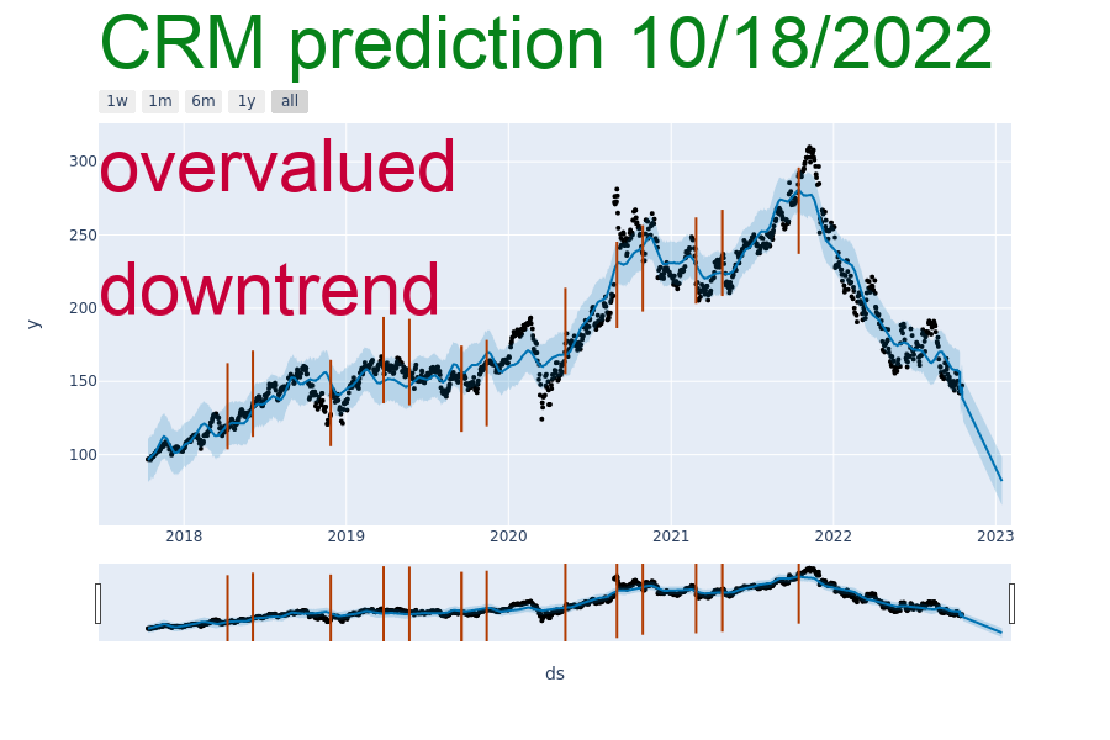 CRM prediction 10/18/2022
1w 1m 6m 1y all
overvalued
downtrend
300
250
200
150
100
y
2018 2019 2020 2021 2022 2023
ds